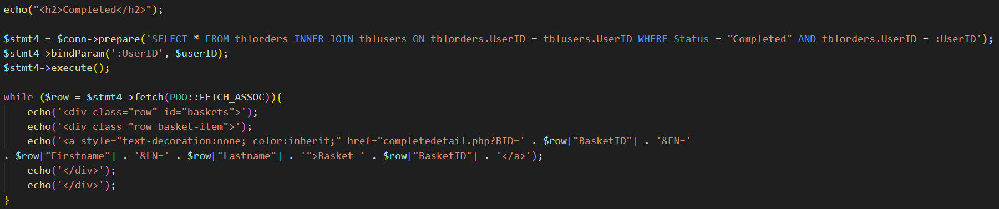 echo("<h2>Completed</h2>");
$stmt4 = $conn->prepare('SELECT * FROM tblorders INNER JOIN tblusers ON tblorders.UserID = tblusers.UserID WHERE Status = "Completed" AND tblorders.UserID = :UserID');
$stmt4->bindParam(':UserID', $userID);
$stmt4->execute();
while ($row = $stmt4->fetch(PDO::FETCH_ASSOC)){
    echo('<div class="row" id="baskets">');
    echo('<div class="row basket-item">');
    echo('<a style="text-decoration:none; color:inherit;" href="completedetail.php?BID=' . $row["BasketID"] . '&FN='
. $row["Firstname"] . '&LN=' . $row["Lastname"] . '">Basket ' . $row["BasketID"] . '</a>');
    echo('</div>');
    echo('</div>');
}